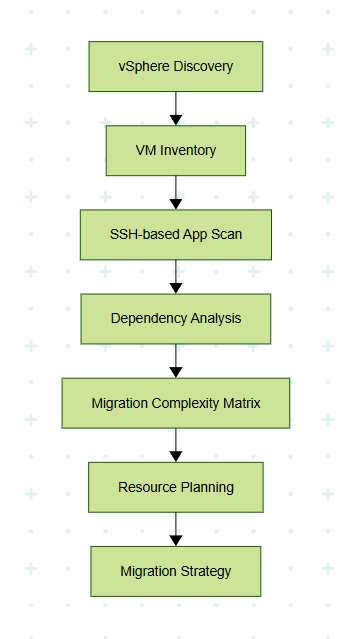 vSphere Discovery
VM Inventory
SSH-based App Scan
Dependency Analysis
Migration Complexity Matrix
Resource Planning
Migration Strategy